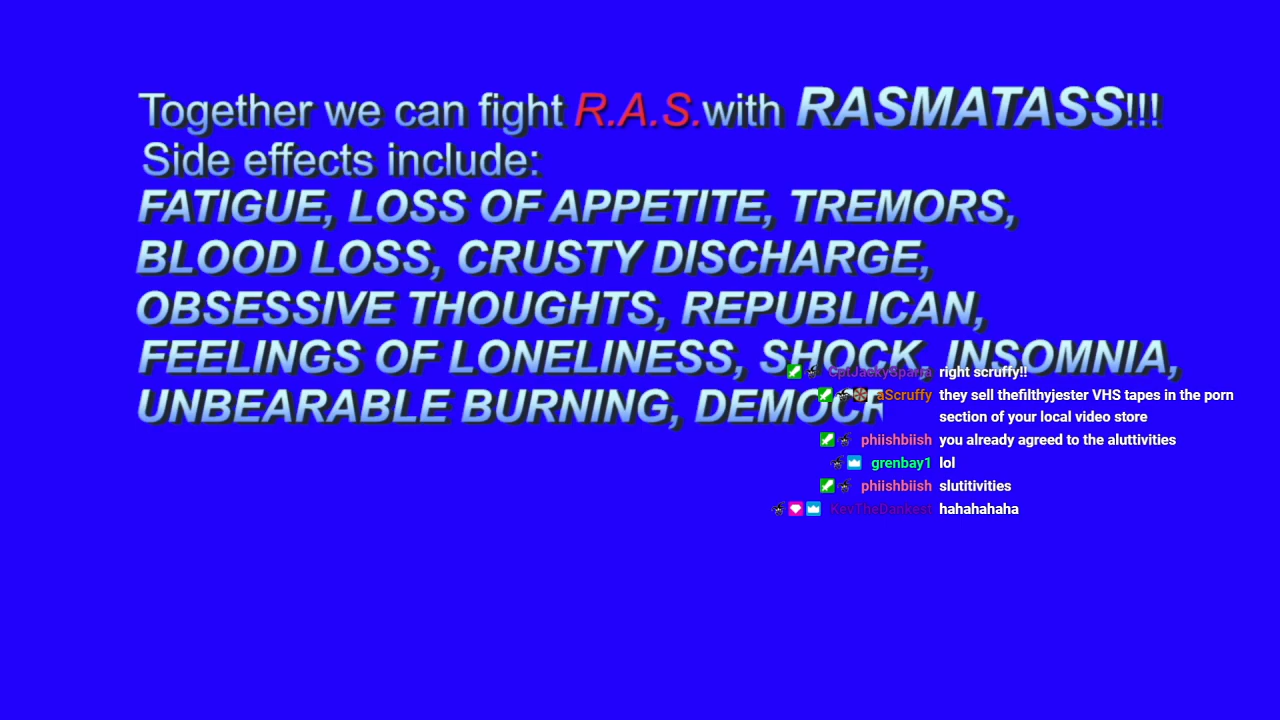 Together we can fight R.A.S.with RASMATASS!!!
Side effects include:
FATIGUE, LOSS OF APPETITE, TREMORS,
BLOOD LOSS, CRUSTY DISCHARGE,
OBSESSIVE THOUGHTS, REPUBLICAN,
FEELINGS OF LONELINESS, SHOCK, INSOMNIA,
UNBEARABLE BURNING, DEMOCR
right scruffy!!
aScruffy they sell thefilthyjester VHS tapes in the porn
section of your local video store
phiishbiish you already agreed to the aluttivities
grenbay1 lol
phiishbiish slutitivities
KevTheDankest hahahahaha